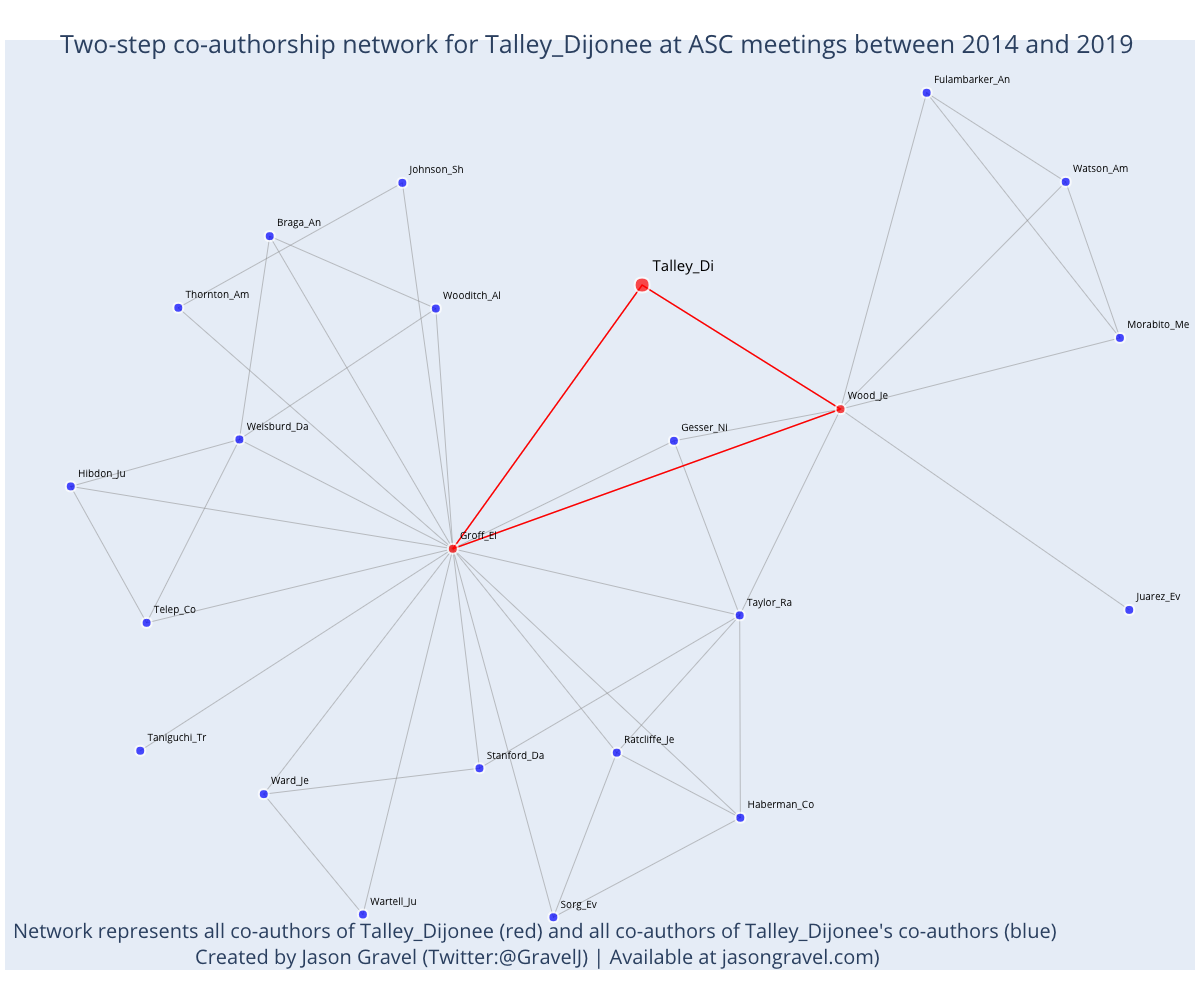 Two-step co-authorship network for Talley_Dijonee at ASC meetings between 2014 and 2019
Fulambarker_An
Johnson_Sh
Watson_Am
Braga_An
Talley_Di
Thornton_Am
Wooditch_Al
Morabito_Me
Wood_Je
Weisburd_Da
Gesser_Ni
Hibdon_Ju
Groff_El
Juarez_Ev
Telep_Co
Taylor_Ra
Taniguchi_Tr
Ratcliffe_Je
Stanford_Da
Ward_Je
Haberman_Co
Wartell_Ju
Sorg_Ev
Network represents all co-authors of Talley_Dijonee (red) and all co-authors of Talley_Dijonee's co-authors (blue)
Created by Jason Gravel (Twitter:@GravelJ) | Available at jasongravel.com)